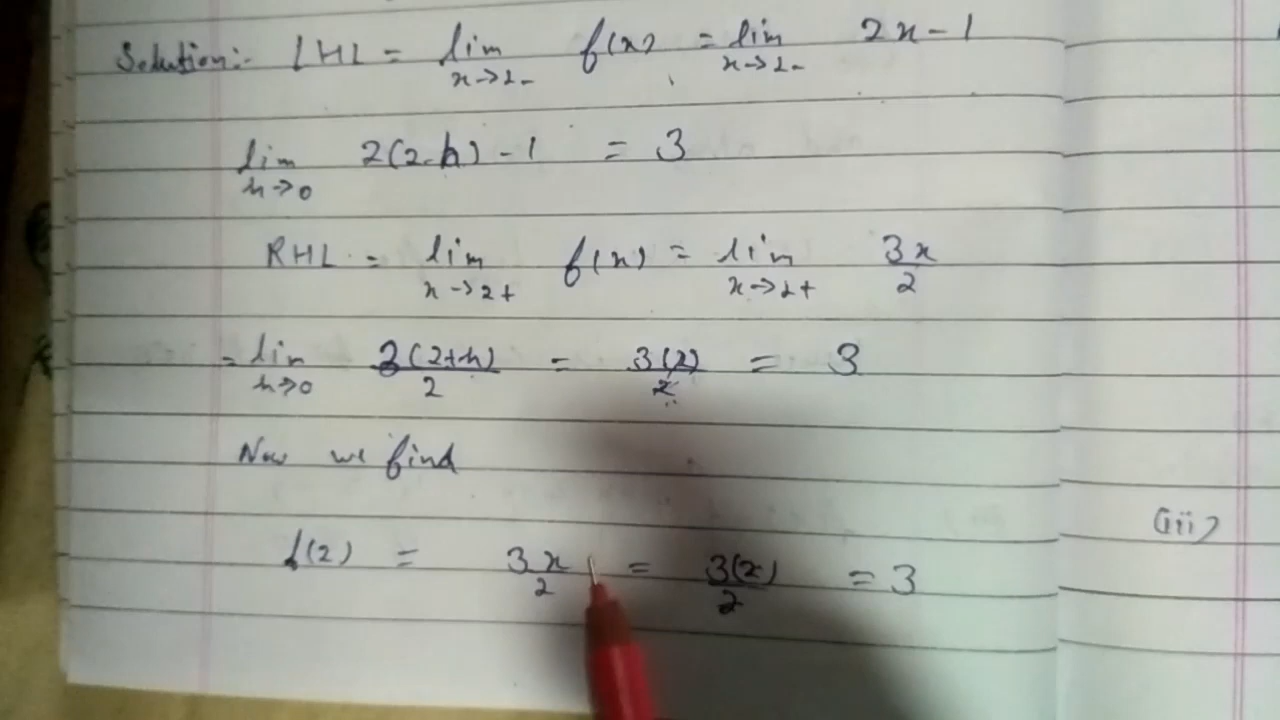 Solution:- LHL = lim x→2- f(x) = lim x→2- 2x-1
lim h→0 2(2-h)-1 = 3
RHL = lim x→2+ f(x) = lim x→2+ 3x/2
= lim h→0 3(2+h)/2 = 3(2)/2 = 3
Now we find
f(2) = 3x/2 = 3(2)/2 = 3
(ii)